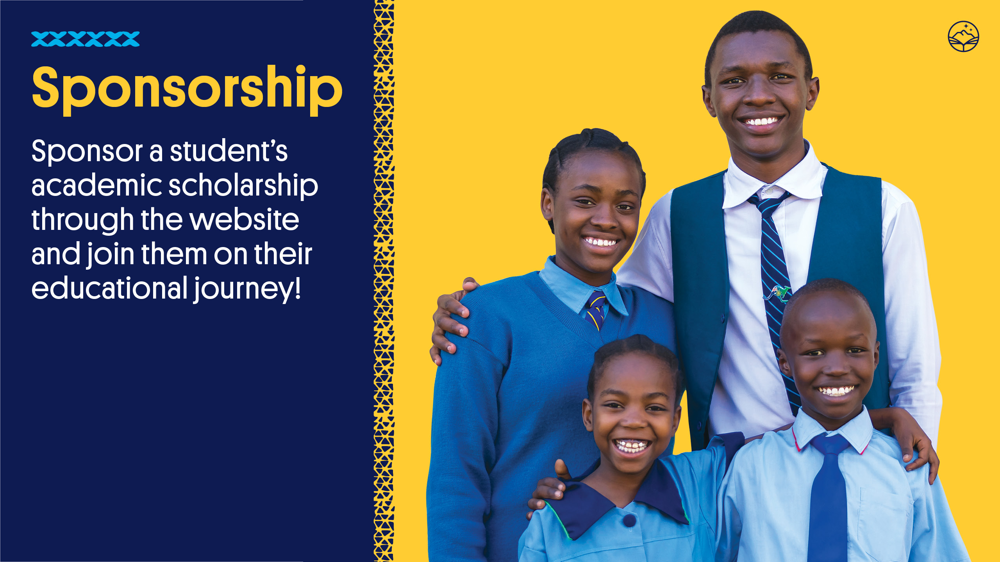 Sponsorship
Sponsor a student’s
academic scholarship
through the website
and join them on their
educational journey!